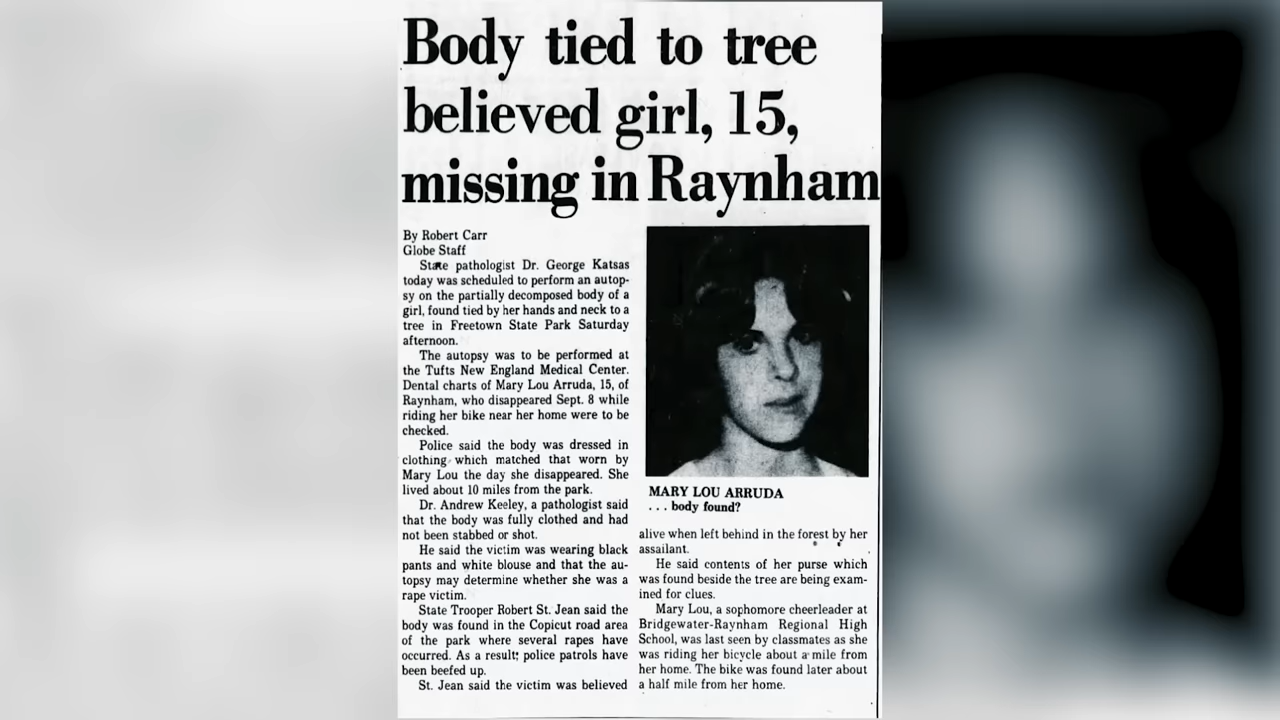 Body tied to tree
believed girl, 15,
missing in Raynham
By Robert Carr
Globe Staff
State pathologist Dr. George Katsas
today was scheduled to perform an autop-
sy on the partially decomposed body of a
girl, found tied by her hands and neck to a
tree in Freetown State Park Saturday
afternoon.
The autopsy was to be performed at
the Tufts New England Medical Center.
Dental charts of Mary Lou Arruda, 15, of
Raynham, who disappeared Sept. 8 while
riding her bike near her home were to be
checked.
Police said the body was dressed in
clothing which matched that worn by
Mary Lou the day she disappeared. She
lived about 10 miles from the park.
Dr. Andrew Keeley, a pathologist said
that the body was fully clothed and had
not been stabbed or shot.
He said the victim was wearing black
pants and white blouse and that the au-
topsy may determine whether she was a
rape victim.
State Trooper Robert St. Jean said the
body was found in the Copicut road area
of the park where several rapes have
occurred. As a result; police patrols have
been beefed up.
St. Jean said the victim was believed
MARY LOU ARRUDA
. . . body found?
alive when left behind in the forest by her
assailant.
He said contents of her purse which
was found beside the tree are being exam-
ined for clues.
Mary Lou, a sophomore cheerleader at
Bridgewater-Raynham Regional High
School, was last seen by classmates as she
was riding her bicycle about a mile from
her home. The bike was found later about
a half mile from her home.